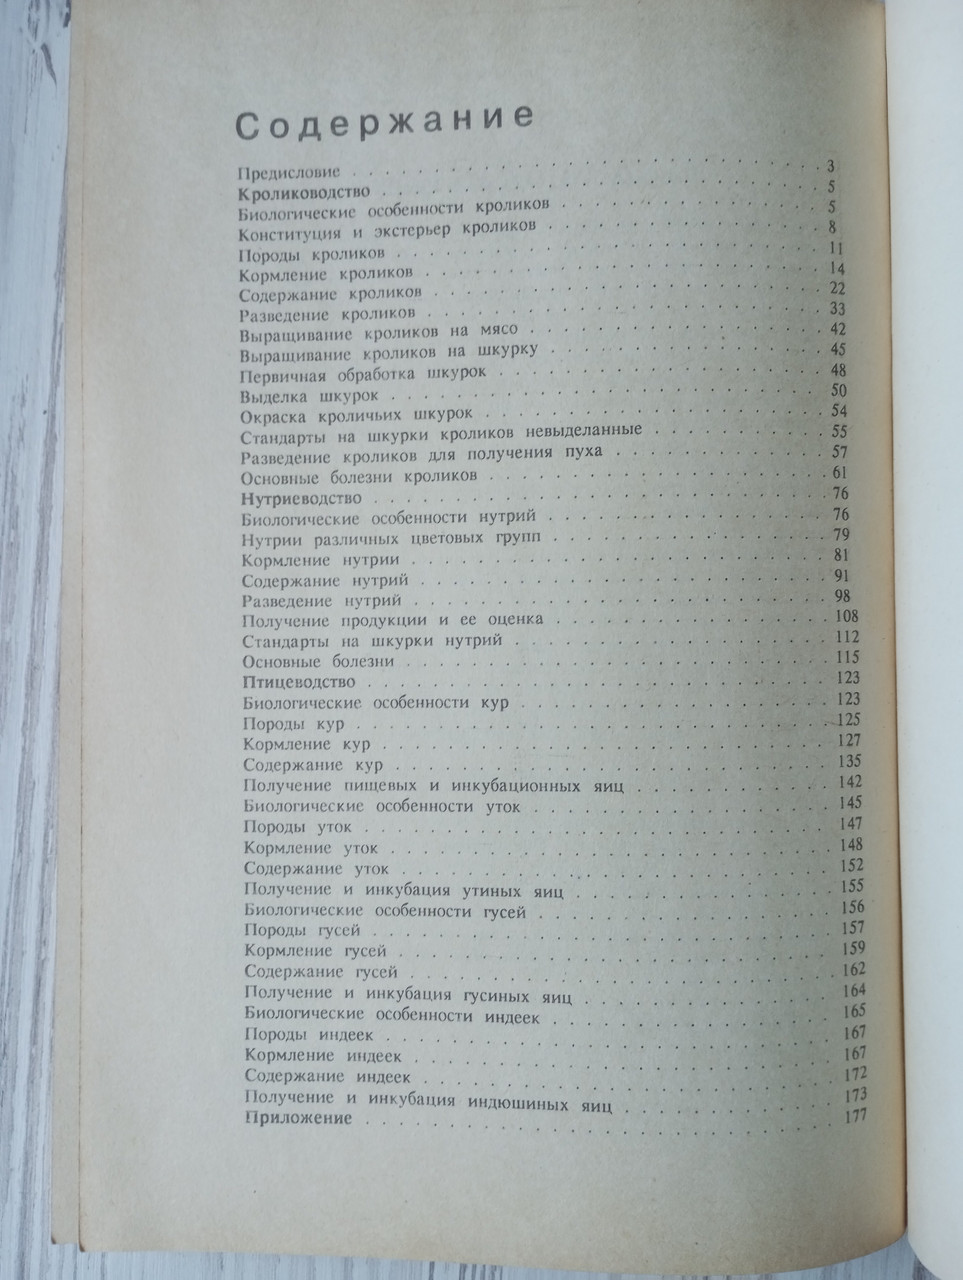 Содержание
Предисловие . . . . . . . . . . . . . . . . . . . . . . . . . 3
Кролиководство . . . . . . . . . . . . . . . . . . . . . . . . . 5
Биологические особенности кроликов . . . . . . . . . . . . . . . . 5
Конституция и экстерьер кроликов . . . . . . . . . . . . . . . . 8
Породы кроликов . . . . . . . . . . . . . . . . . . . . . . . . 11
Кормление кроликов . . . . . . . . . . . . . . . . . . . . . . . 14
Содержание кроликов . . . . . . . . . . . . . . . . . . . . . . 22
Разведение кроликов . . . . . . . . . . . . . . . . . . . . . . 33
Выращивание кроликов на мясо . . . . . . . . . . . . . . . . . 42
Выращивание кроликов на шкурку . . . . . . . . . . . . . . . . 45
Первичная обработка шкурок . . . . . . . . . . . . . . . . . . 48
Выделка шкурок . . . . . . . . . . . . . . . . . . . . . . . . 50
Окраска кроличьих шкурок . . . . . . . . . . . . . . . . . . . 54
Стандарты на шкурки кроликов невыделанные . . . . . . . . . . . 55
Разведение кроликов для получения пуха . . . . . . . . . . . . . 57
Основные болезни кроликов . . . . . . . . . . . . . . . . . . . 61
Нутриеводство . . . . . . . . . . . . . . . . . . . . . . . . . 76
Биологические особенности нутрий . . . . . . . . . . . . . . . . 76
Нутрии различных цветовых групп . . . . . . . . . . . . . . . . 79
Кормление нутрии . . . . . . . . . . . . . . . . . . . . . . . 81
Содержание нутрий . . . . . . . . . . . . . . . . . . . . . . . 91
Разведение нутрий . . . . . . . . . . . . . . . . . . . . . . . 98
Получение продукции и ее оценка . . . . . . . . . . . . . . . . 108
Стандарты на шкурки нутрий . . . . . . . . . . . . . . . . . . 112
Основные болезни . . . . . . . . . . . . . . . . . . . . . . . 115
Птицеводство . . . . . . . . . . . . . . . . . . . . . . . . . 123
Биологические особенности кур . . . . . . . . . . . . . . . . . 123
Породы кур . . . . . . . . . . . . . . . . . . . . . . . . . . 125
Кормление кур . . . . . . . . . . . . . . . . . . . . . . . . . 127
Содержание кур . . . . . . . . . . . . . . . . . . . . . . . . 135
Получение пищевых и инкубационных яиц . . . . . . . . . . . . 142
Биологические особенности уток . . . . . . . . . . . . . . . . . 145
Породы уток . . . . . . . . . . . . . . . . . . . . . . . . . . 147
Кормление уток . . . . . . . . . . . . . . . . . . . . . . . . 148
Содержание уток . . . . . . . . . . . . . . . . . . . . . . . . 152
Получение и инкубация утиных яиц . . . . . . . . . . . . . . . 155
Биологические особенности гусей . . . . . . . . . . . . . . . . 156
Породы гусей . . . . . . . . . . . . . . . . . . . . . . . . . 157
Кормление гусей . . . . . . . . . . . . . . . . . . . . . . . . 159
Содержание гусей . . . . . . . . . . . . . . . . . . . . . . . 162
Получение и инкубация гусиных яиц . . . . . . . . . . . . . . 164
Биологические особенности индеек . . . . . . . . . . . . . . . . 165
Породы индеек . . . . . . . . . . . . . . . . . . . . . . . . . 167
Кормление индеек . . . . . . . . . . . . . . . . . . . . . . . 167
Содержание индеек . . . . . . . . . . . . . . . . . . . . . . . 172
Получение и инкубация индюшиных яиц . . . . . . . . . . . . . 173
Приложение . . . . . . . . . . . . . . . . . . . . . . . . . . 177